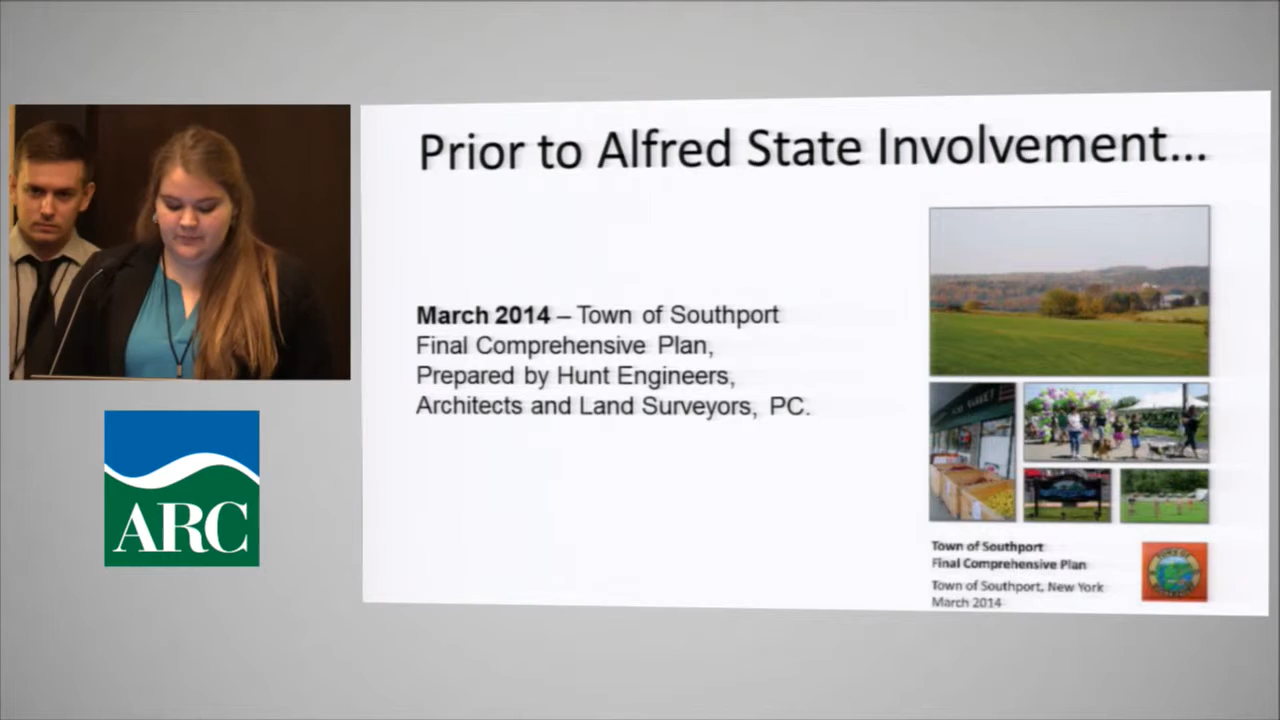 Prior to Alfred State Involvement...
March 2014 – Town of Southport
Final Comprehensive Plan,
Prepared by Hunt Engineers,
Architects and Land Surveyors, PC.
Town of Southport
Final Comprehensive Plan
Town of Southport, New York
March 2014
ARC